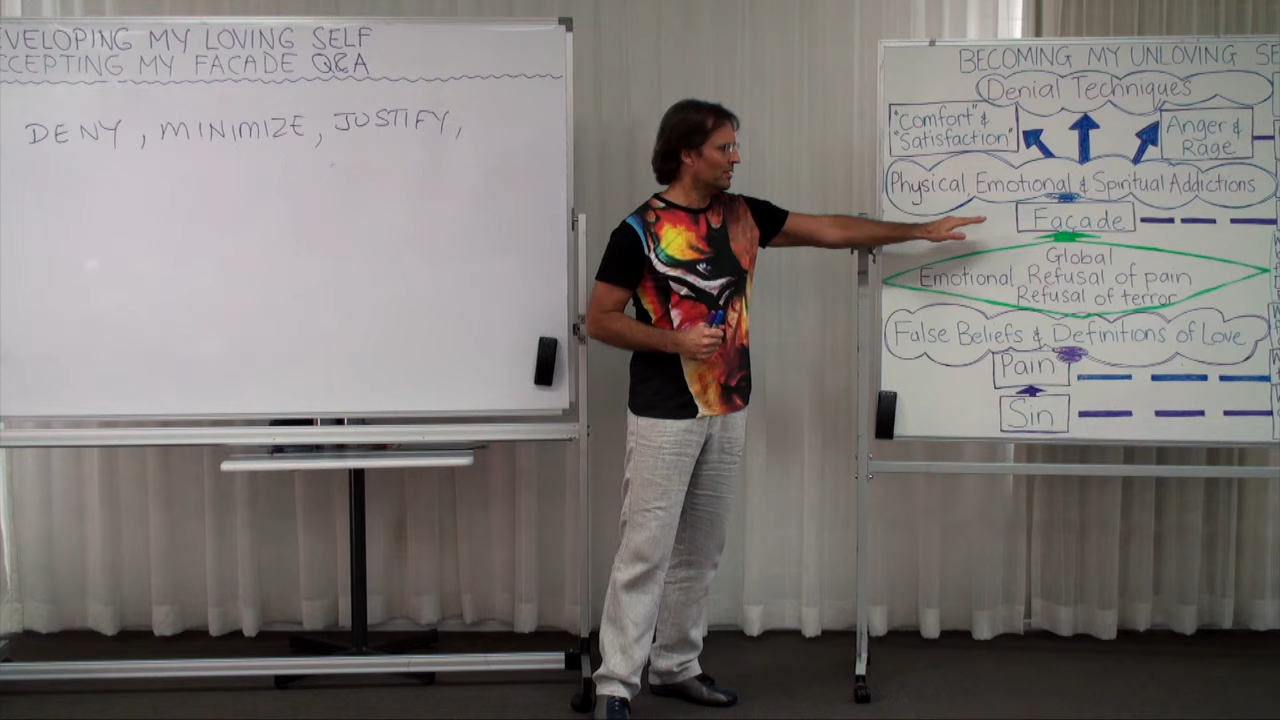 EVELOPING MY LOVING SELF
CCEPTING MY FACADE Q&A
DENY, MINIMIZE, JUSTIFY,
BECOMING MY UNLOVING SE
Denial Techniques
"Comfort" &
"Satisfaction"
Anger &
Rage
Physical, Emotional & Spiritual Addictions
Façade
Global
Emotional Refusal of pain
Refusal of terror
False Beliefs & Definitions of Love
Pain
Sin